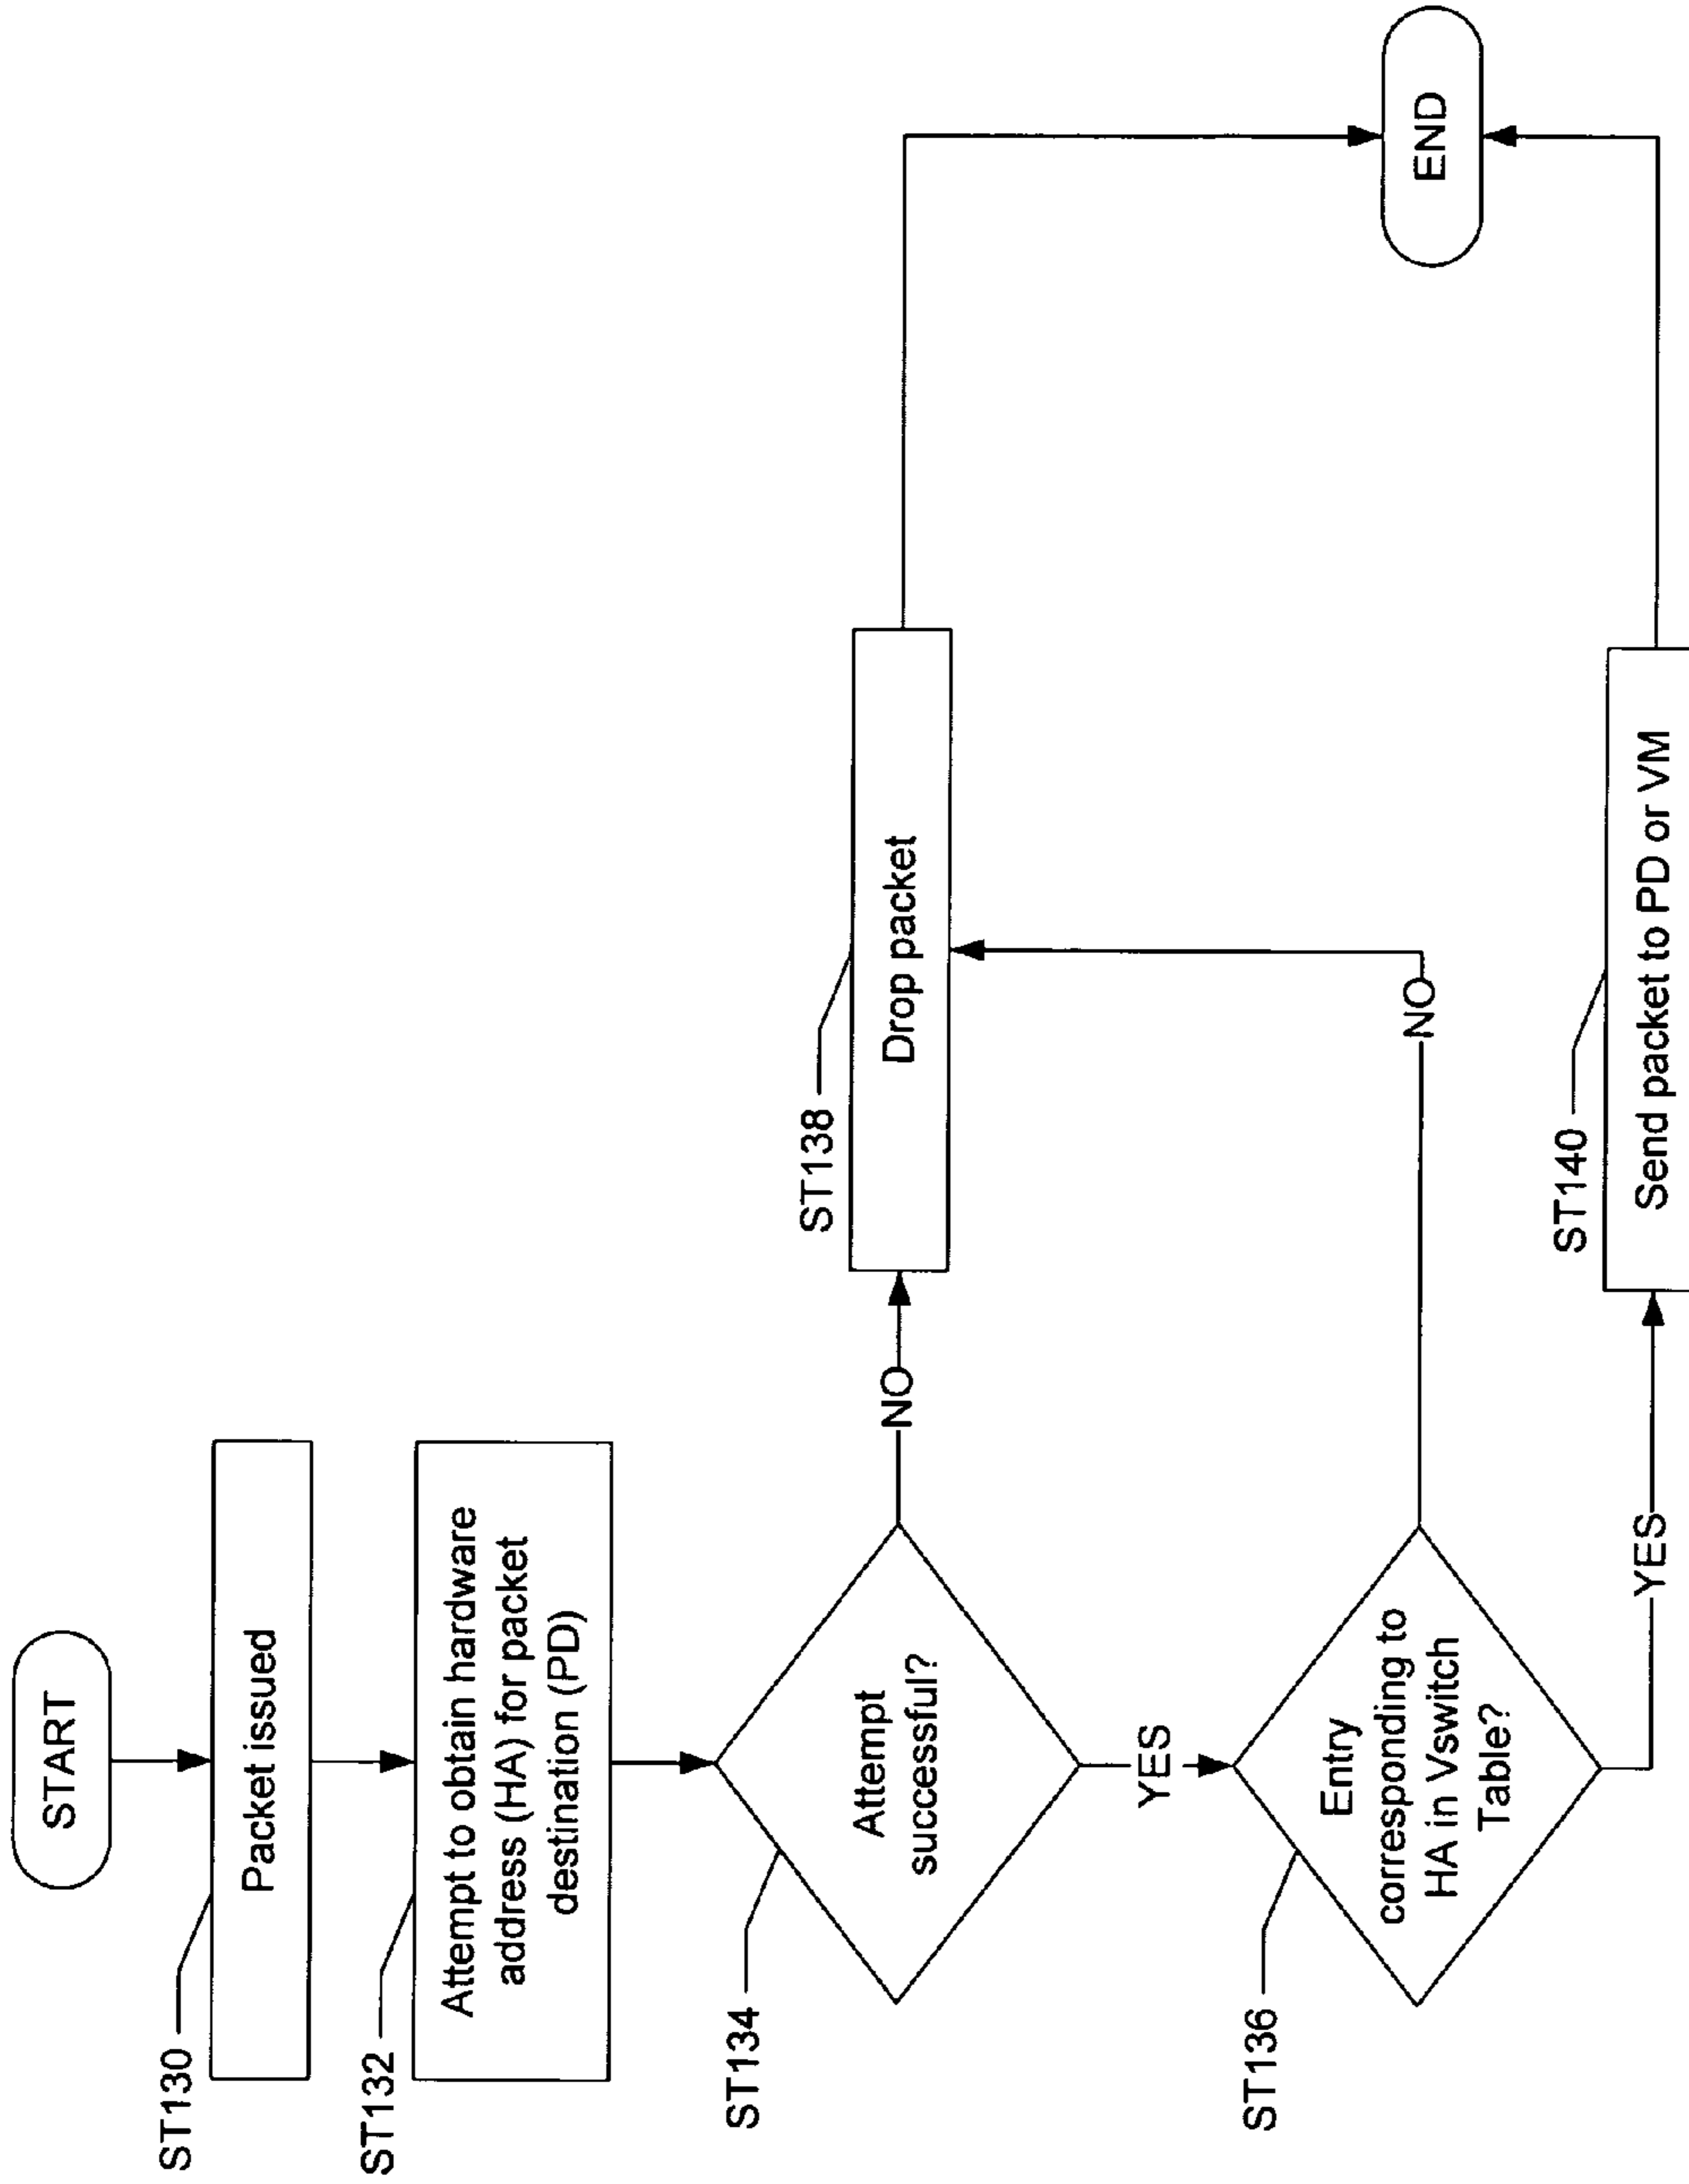 START
ST130
Packet issued
ST132
Attempt to obtain hardware
address (HA) for packet
destination (PD)
ST134
Attempt
successful?
NO
ST138
Drop packet
YES
ST136
Entry
corresponding to
HA in Vswitch
Table?
NO
YES
ST140
Send packet to PD or VM
END